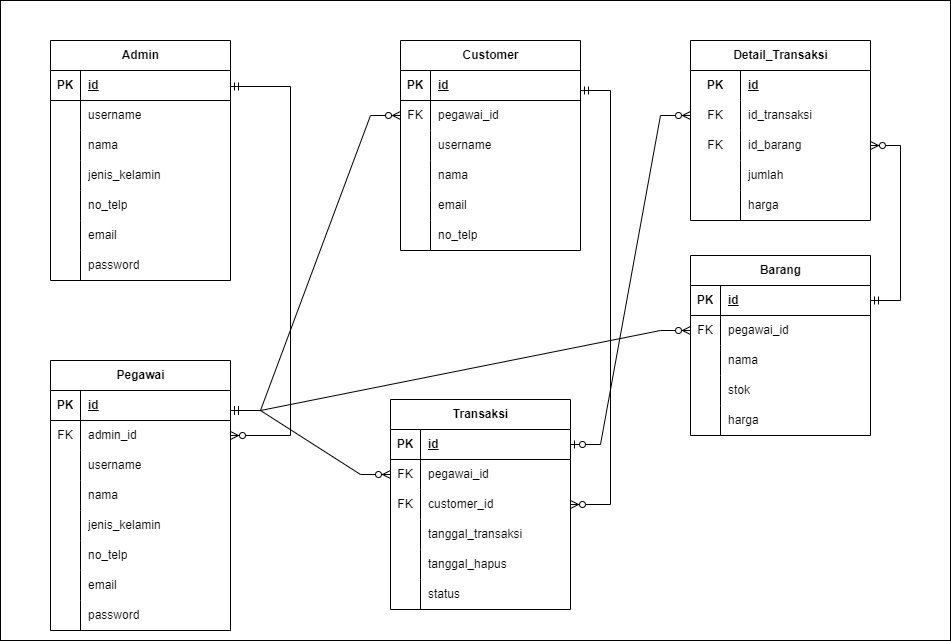 Admin
PK id
username
nama
jenis_kelamin
no_telp
email
password
Customer
PK id
FK pegawai_id
username
nama
email
no_telp
Detail_Transaksi
PK id
FK id_transaksi
FK id_barang
jumlah
harga
Barang
PK id
FK pegawai_id
nama
stok
harga
Pegawai
PK id
FK admin_id
username
nama
jenis_kelamin
no_telp
email
password
Transaksi
PK id
FK pegawai_id
FK customer_id
tanggal_transaksi
tanggal_hapus
status